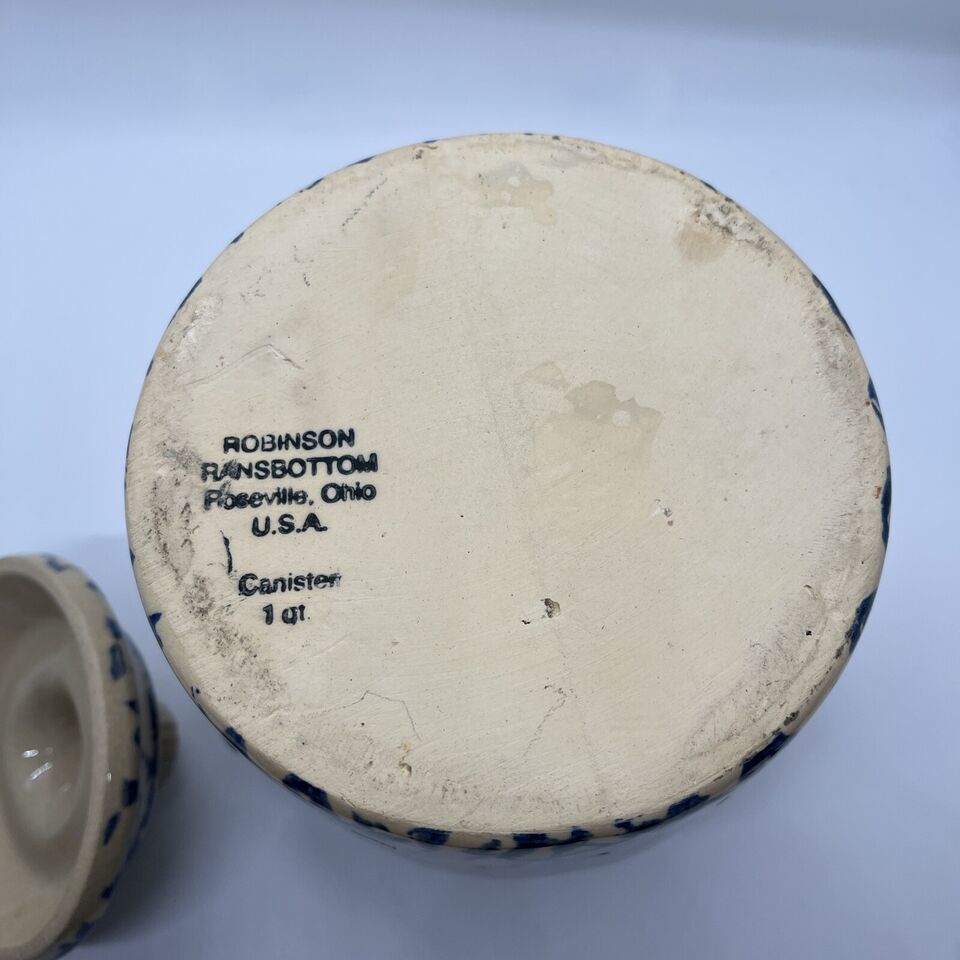 ROBINSON
RANSBOTTOM
Roseville, Ohio
U.S.A.
Canister
1 qt.